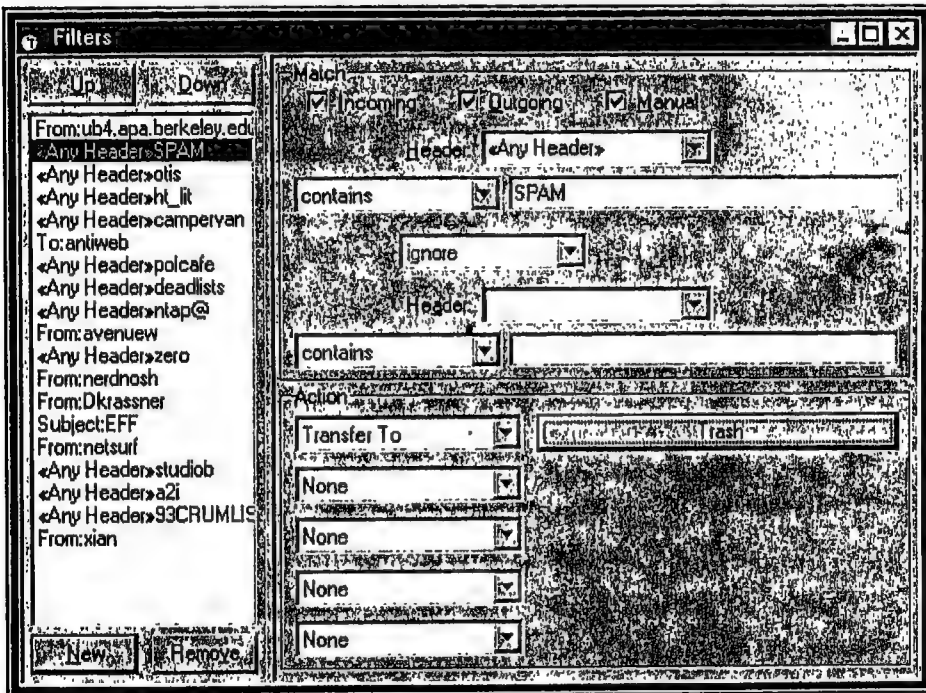 Filters
Up Down
From:ub4.apa.berkeley.edu
«Any Header»SPAM
«Any Header»otis
«Any Header»ht_lit
«Any Header»campervan
To:antiweb
«Any Header»polcafe
«Any Header»deadlists
«Any Header»ntap@
From:avenuew
«Any Header»zero
From:nerdnosh
From:Dkrassner
Subject:EFF
From:netsurf
«Any Header»studiob
«Any Header»a2i
«Any Header»93CRUMLIS
From:xian
New Remove
Match
Incoming Outgoing Manual
Header «Any Header»
contains SPAM
ignore
Header
contains
Action
Transfer To Trash
None
None
None
None